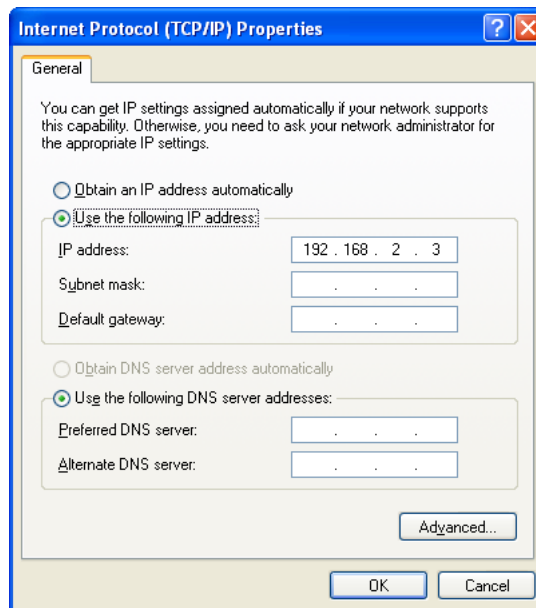 Internet Protocol (TCP/IP) Properties
General
You can get IP settings assigned automatically if your network supports
this capability. Otherwise, you need to ask your network administrator for
the appropriate IP settings.
Obtain an IP address automatically
Use the following IP address:
IP address: 192 . 168 . 2 . 3
Subnet mask: . . .
Default gateway: . . .
Obtain DNS server address automatically
Use the following DNS server addresses:
Preferred DNS server: . . .
Alternate DNS server: . . .
Advanced...
OK Cancel